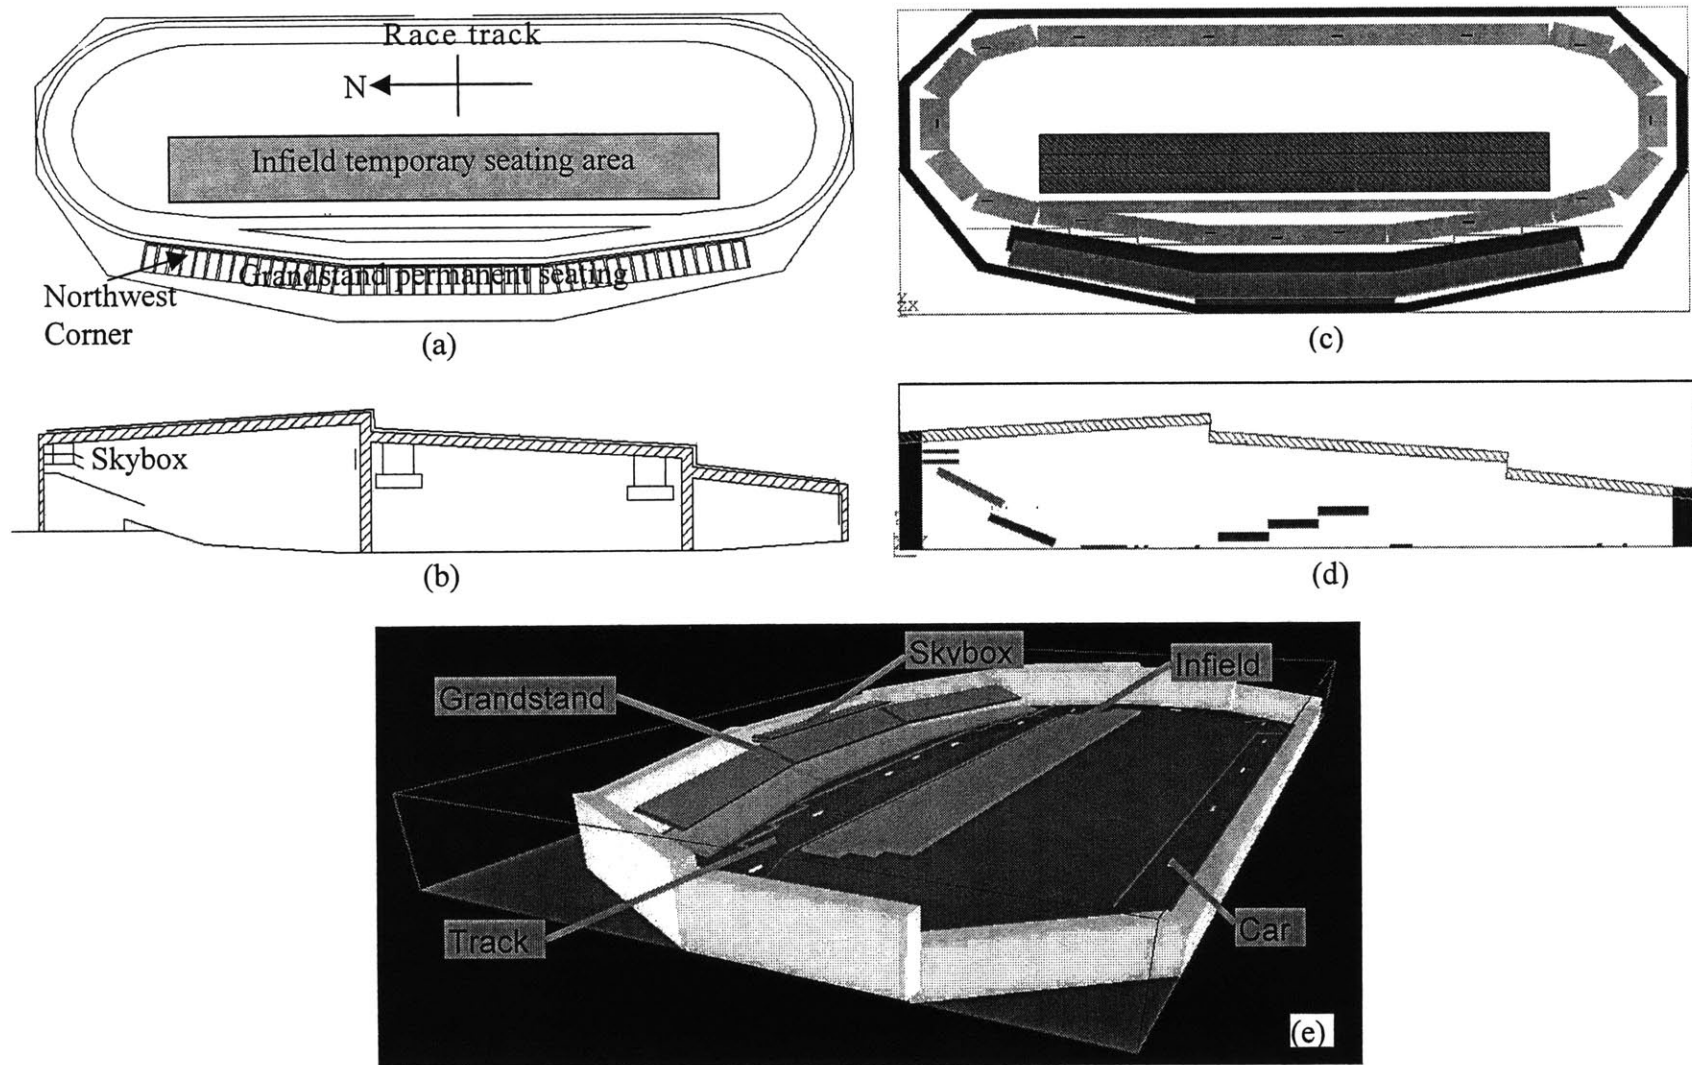 Race track
N
Infield temporary seating area
Grandstand permanent seating
Northwest
Corner
(a)
(c)
Skybox
(b)
(d)
Skybox
Infield
Grandstand
Track
Car
(e)